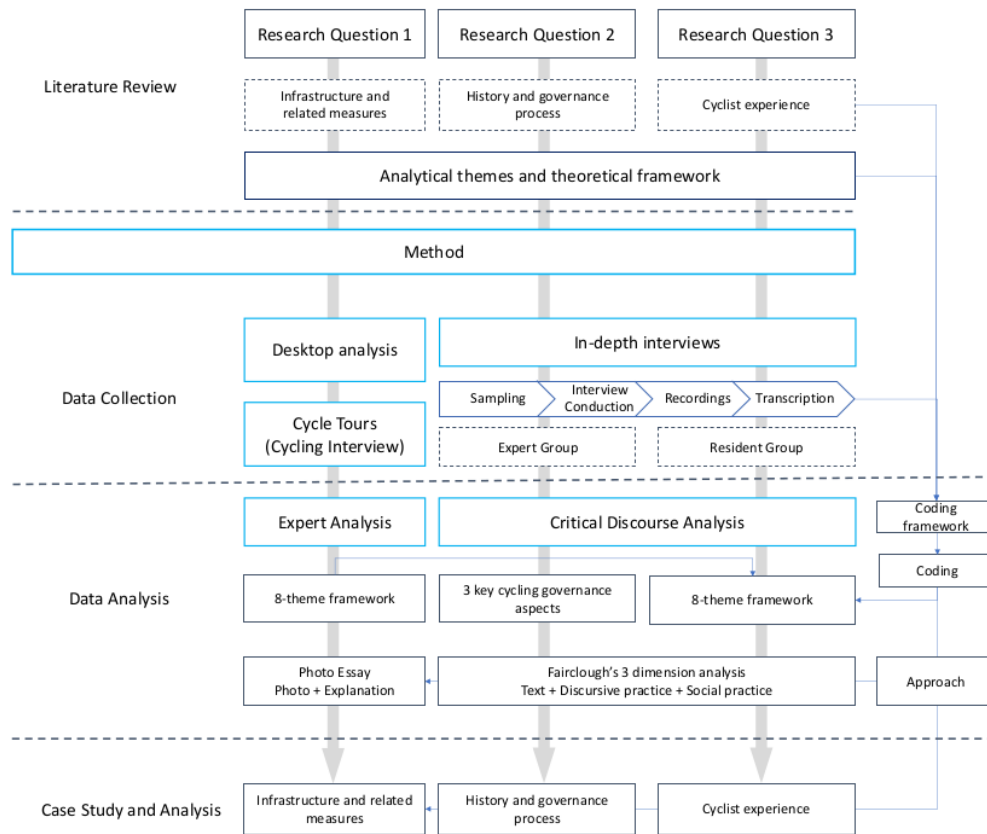 Research Question 1
Research Question 2
Research Question 3
Literature Review
Infrastructure and
related measures
History and governance
process
Cyclist experience
Analytical themes and theoretical framework
Method
Desktop analysis
In-depth interviews
Data Collection
Sampling
Interview
Conduction
Recordings
Transcription
Cycle Tours
(Cycling Interview)
Expert Group
Resident Group
Expert Analysis
Critical Discourse Analysis
Coding
framework
Coding
Data Analysis
8-theme framework
3 key cycling governance
aspects
8-theme framework
Photo Essay
Photo + Explanation
Fairclough's 3 dimension analysis
Text + Discursive practice + Social practice
Approach
Case Study and Analysis
Infrastructure and related
measures
History and governance
process
Cyclist experience